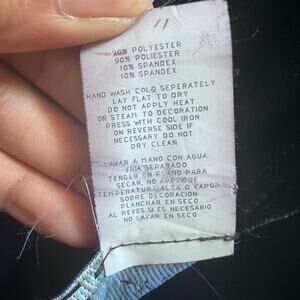 11
90% POLYESTER
90% POLIESTER
10% SPANDEX
10% SPANDEX
HAND WASH COLD SEPERATELY
LAY FLAT TO DRY
DO NOT APPLY HEAT
OR STEAM TO DECORATION
PRESS WITH COOL IRON
ON REVERSE SIDE IF
NECESSARY DO NOT
DRY CLEAN
LAVAR A MANO CON AGUA
FRIA SEPARADO
TENDER EN PLANO PARA
SECAR. NO APLIQUE
TEMPERATURA ALTA O VAPOR
SOBRE DECORACION
PLANCHAR EN SECO
AL REVES SI ES NECESARIO
NO LAVAR EN SECO